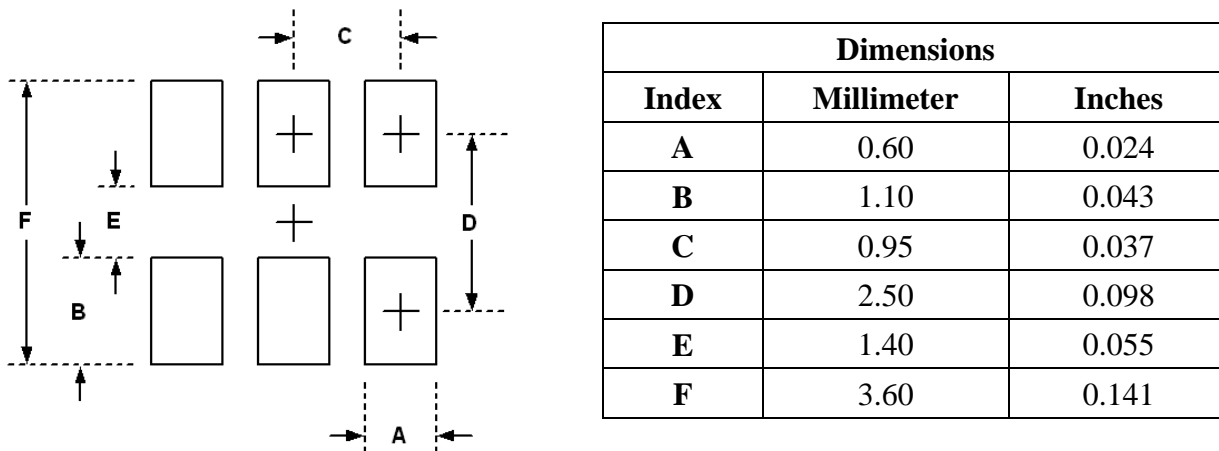 C
F
E
D
B
A
Dimensions
Index Millimeter Inches
A 0.60 0.024
B 1.10 0.043
C 0.95 0.037
D 2.50 0.098
E 1.40 0.055
F 3.60 0.141